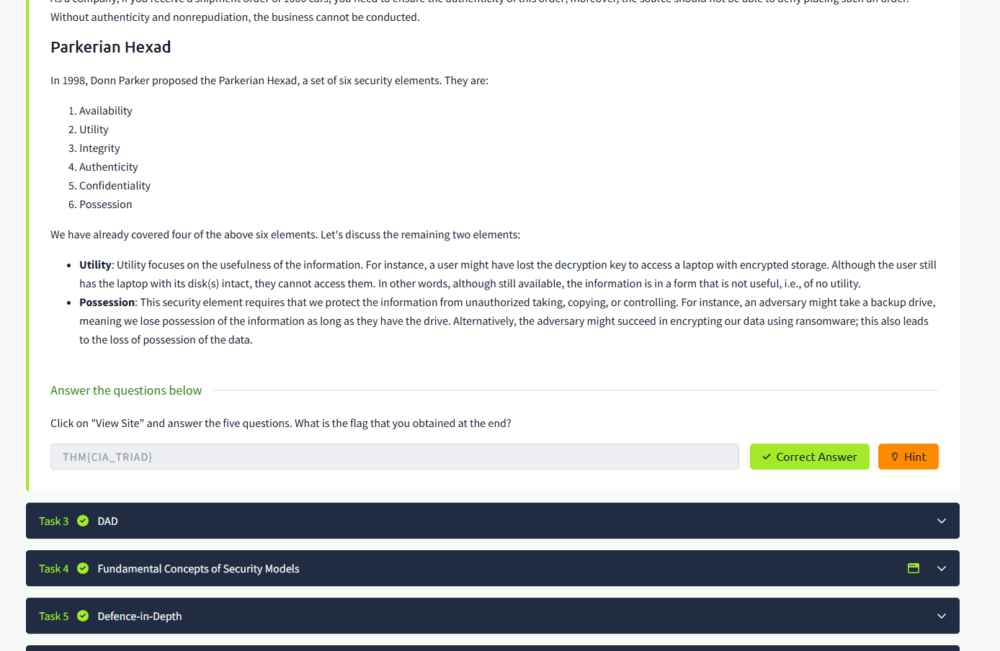 As a company, if you receive a shipment order of 1000 cars, you need to ensure the authenticity of this order; moreover, the source should not be able to deny placing such an order.
Without authenticity and nonrepudiation, the business cannot be conducted.
Parkerian Hexad
In 1998, Donn Parker proposed the Parkerian Hexad, a set of six security elements. They are:
1. Availability
2. Utility
3. Integrity
4. Authenticity
5. Confidentiality
6. Possession
We have already covered four of the above six elements. Let's discuss the remaining two elements:
• Utility: Utility focuses on the usefulness of the information. For instance, a user might have lost the decryption key to access a laptop with encrypted storage. Although the user still
has the laptop with its disk(s) intact, they cannot access them. In other words, although still available, the information is in a form that is not useful, i.e., of no utility.
• Possession: This security element requires that we protect the information from unauthorized taking, copying, or controlling. For instance, an adversary might take a backup drive,
meaning we lose possession of the information as long as they have the drive. Alternatively, the adversary might succeed in encrypting our data using ransomware; this also leads
to the loss of possession of the data.
Answer the questions below
Click on "View Site" and answer the five questions. What is the flag that you obtained at the end?
THM{CIA_TRIAD}
Correct Answer
Hint
Task 3 DAD
Task 4 Fundamental Concepts of Security Models
Task 5 Defence-in-Depth